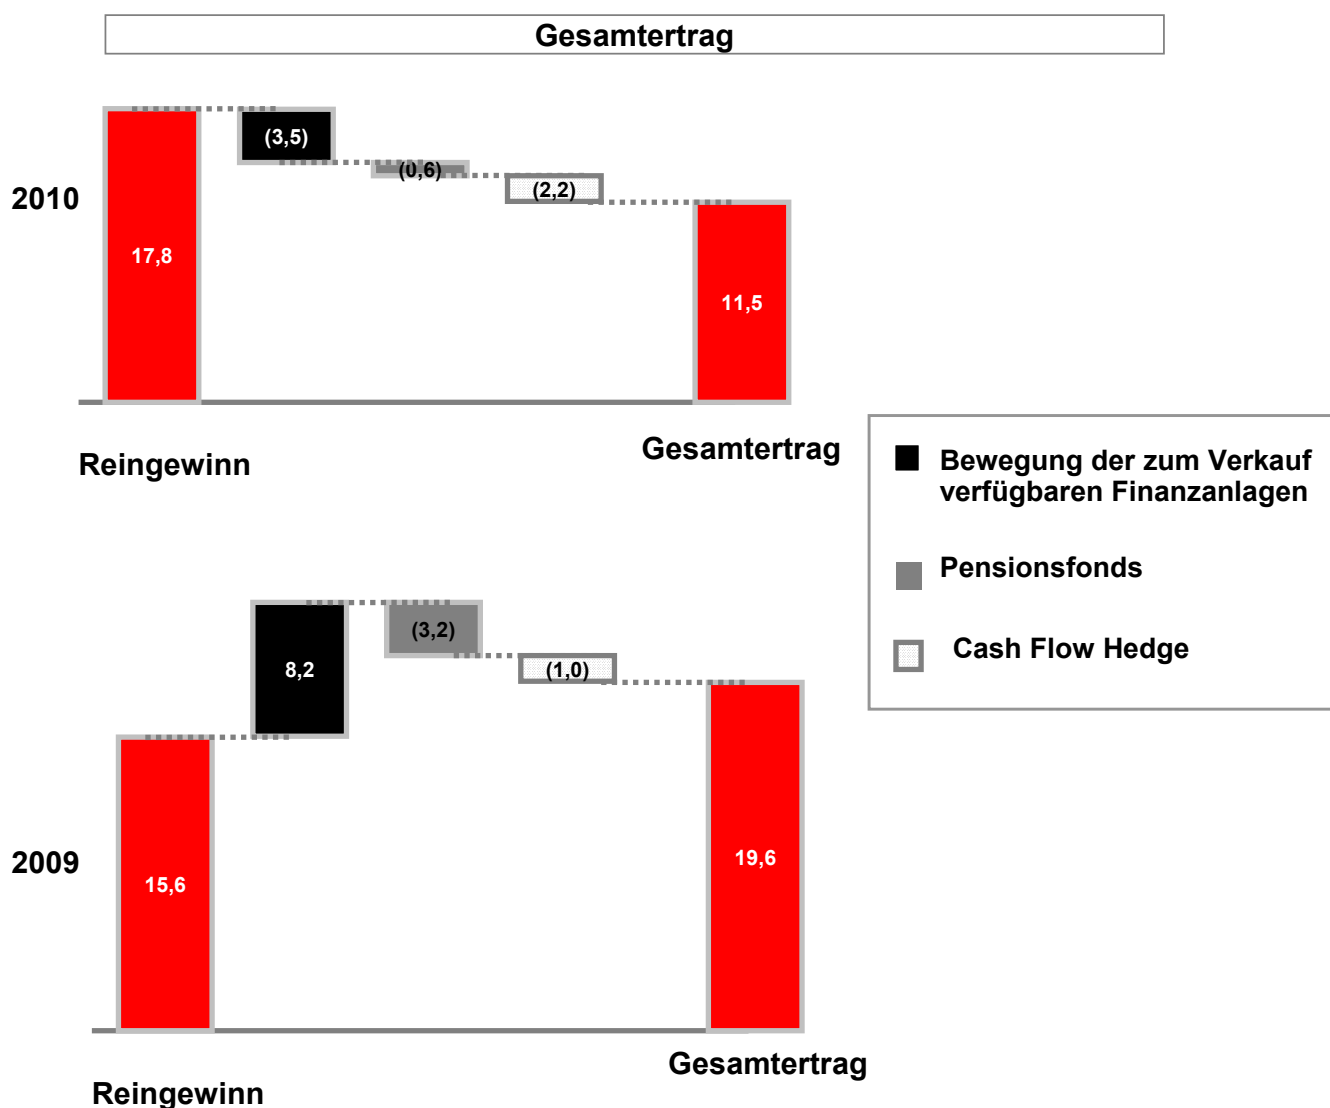 Gesamtertrag
(3,5)
(0,6)
(2,2)
2010
17,8
11,5
Reingewinn
Gesamtertrag
Bewegung der zum Verkauf
verfügbaren Finanzanlagen
Pensionsfonds
Cash Flow Hedge
8,2
(3,2)
(1,0)
2009
15,6
19,6
Reingewinn
Gesamtertrag